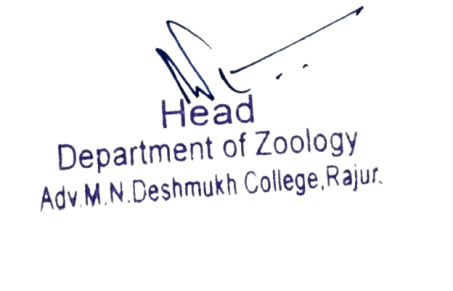 Head
Department of Zoology
Adv.M.N.Deshmukh College,Rajur.